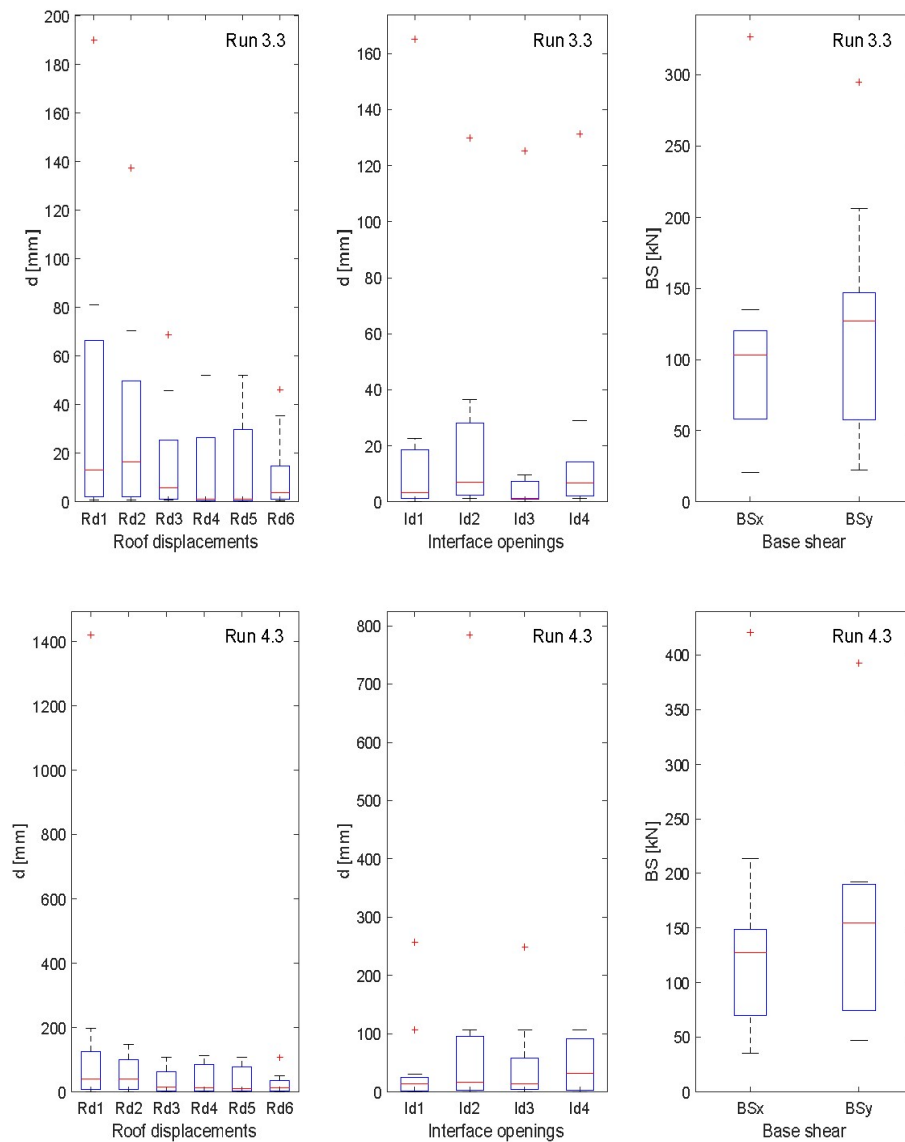 Run 3.3
d [mm]
200
180
160
140
120
100
80
60
40
20
0
Rd1 Rd2 Rd3 Rd4 Rd5 Rd6
Roof displacements
Run 3.3
d [mm]
160
140
120
100
80
60
40
20
0
Id1 Id2 Id3 Id4
Interface openings
Run 3.3
BS [kN]
300
250
200
150
100
50
0
BSx BSy
Base shear
Run 4.3
d [mm]
1400
1200
1000
800
600
400
200
0
Rd1 Rd2 Rd3 Rd4 Rd5 Rd6
Roof displacements
Run 4.3
d [mm]
800
700
600
500
400
300
200
100
0
Id1 Id2 Id3 Id4
Interface openings
Run 4.3
BS [kN]
400
350
300
250
200
150
100
50
0
BSx BSy
Base shear